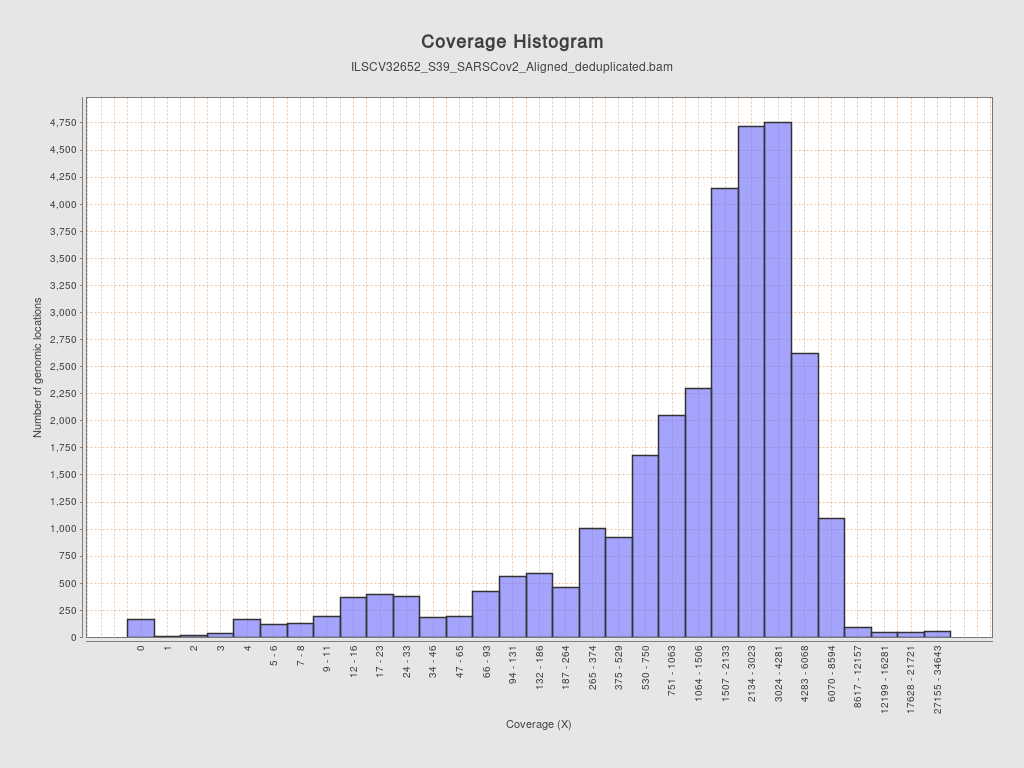 Coverage Histogram
ILSCV32652_S39_SARSCov2_Aligned_deduplicated.bam
Number of genomic locations
4,750
4,500
4,250
4,000
3,750
3,500
3,250
3,000
2,750
2,500
2,250
2,000
1,750
1,500
1,250
1,000
750
500
250
0
0
1
2
3
4
5 - 6
7 - 8
9 - 11
12 - 16
17 - 23
24 - 33
34 - 46
47 - 65
66 - 93
94 - 131
132 - 186
187 - 264
265 - 374
375 - 529
530 - 750
751 - 1063
1064 - 1506
1507 - 2133
2134 - 3023
3024 - 4281
4283 - 6068
6070 - 8594
8617 - 12157
12199 - 16281
17628 - 21721
27155 - 34643
Coverage (X)